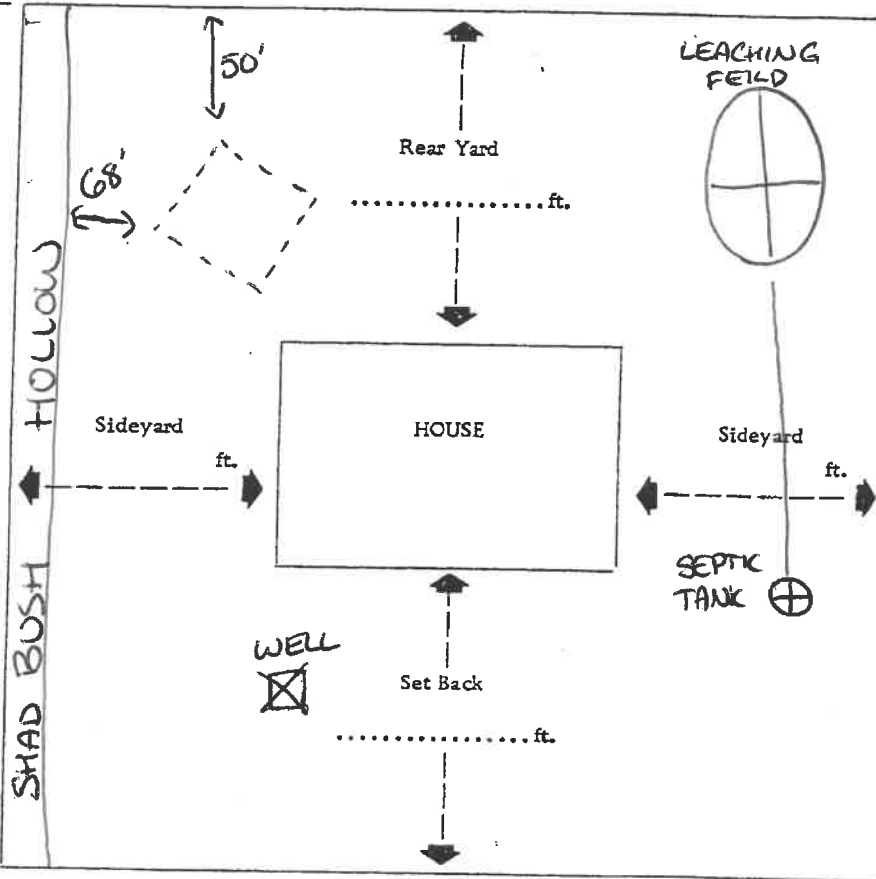 50'
LEACHING
FEILD
Rear Yard
..................... ft.
68'
SHAD BUSH HOLLOW
Sideyard
ft.
HOUSE
Sideyard
ft.
SEPTIC
TANK
WELL
Set Back
..................... ft.